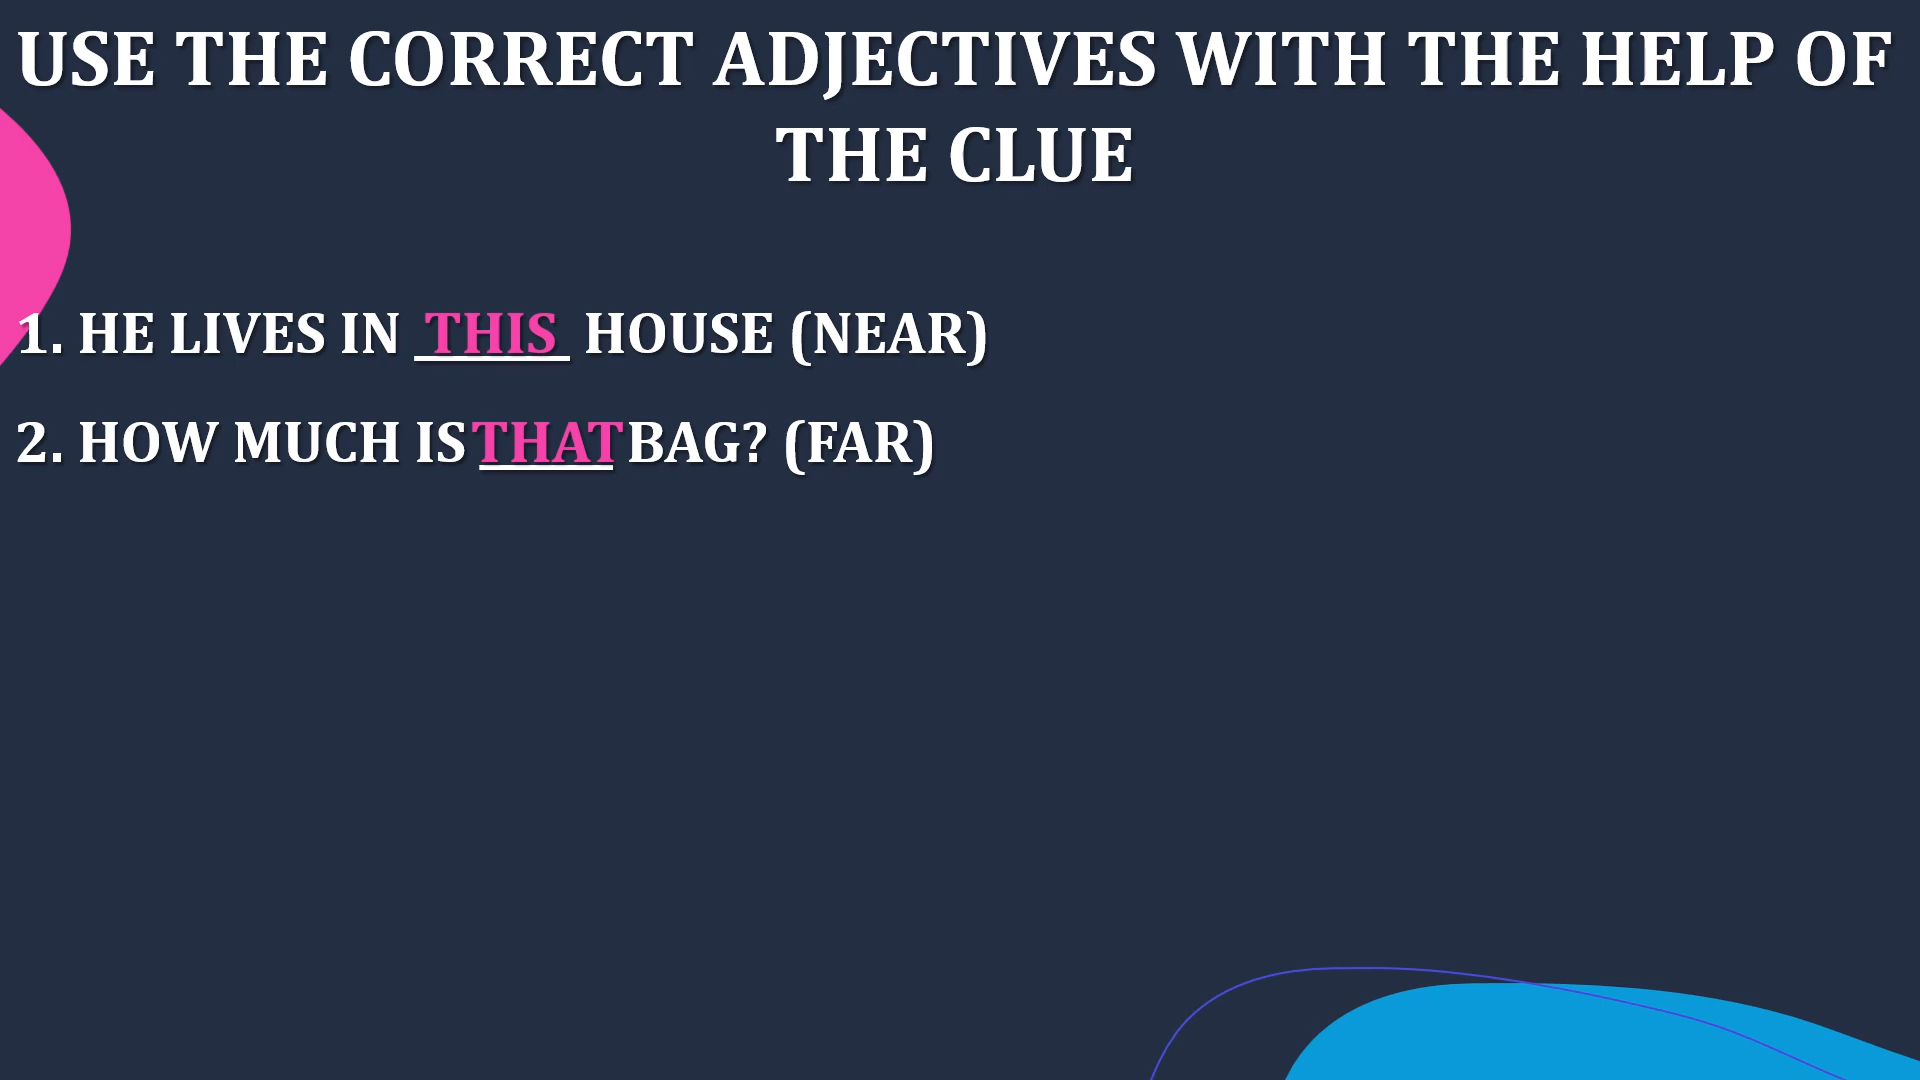 USE THE CORRECT ADJECTIVES WITH THE HELP OF
THE CLUE
1. HE LIVES IN THIS HOUSE (NEAR)
2. HOW MUCH IS THAT BAG? (FAR)